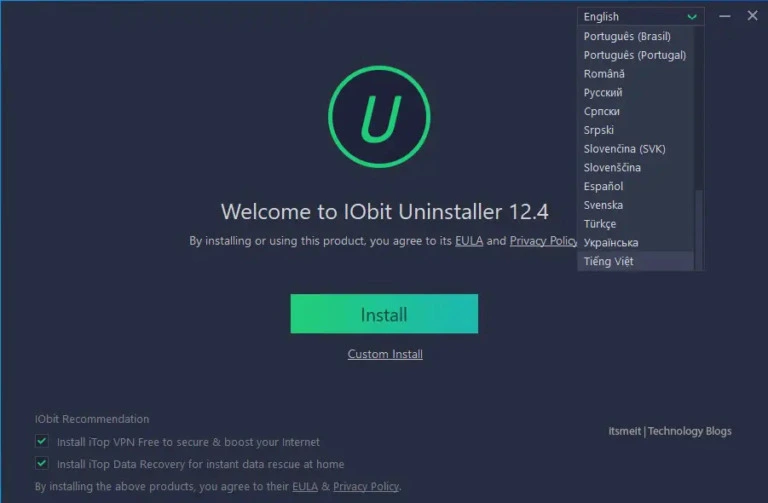 English
Português (Brasil)
Português (Portugal)
Română
Русский
Српски
Srpski
Slovenčina (SVK)
Slovenščina
Español
Svenska
Türkçe
Українська
Tiếng Việt
U
Welcome to IObit Uninstaller 12.4
By installing or using this product, you agree to its EULA and Privacy Policy
Install
Custom Install
IObit Recommendation
Install iTop VPN Free to secure & boost your Internet
Install iTop Data Recovery for instant data rescue at home
By installing the above products, you agree to their EULA & Privacy Policy.
Itsmeit | Technology Blogs